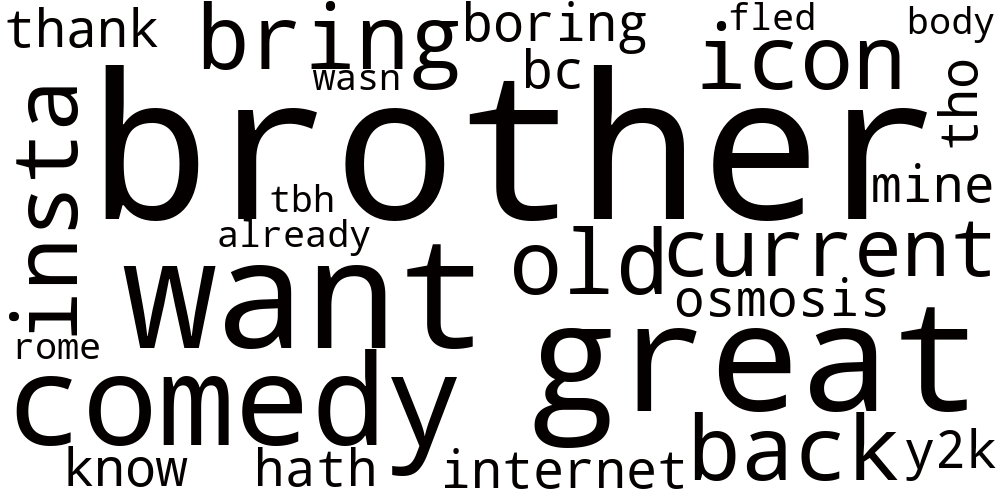 thank
bring
boring
fled
body
icon
wasn
bc
tho
insta
brother
mine
tbh
already
old
current
want
osmosis
rome
great
comedy
back
y2k
know
hath
internet